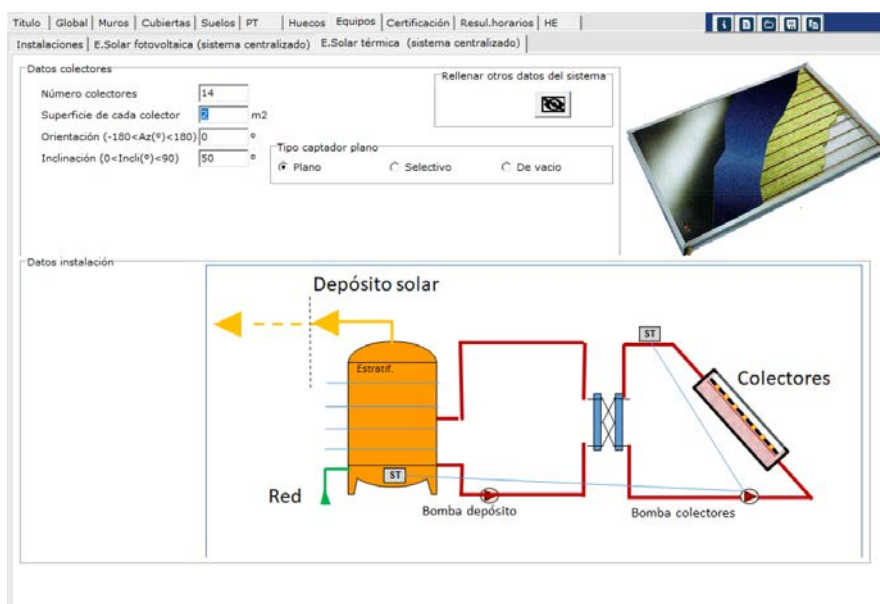 Titulo Global Muros Cubiertas Suelos PT Huecos Equipos Certificación Resul.horarios HE
Instalaciones E.Solar fotovoltaica (sistema centralizado) E.Solar térmica (sistema centralizado)
Datos colectores
Rellenar otros datos del sistema
Número colectores 14
Superficie de cada colector 2 m2
Orientación (-180<Az(º)<180) 0 º
Tipo captador plano
Inclinación (0<Incli(º)<90) 50 º
Plano Selectivo De vacio
Datos instalación
Depósito solar
ST
Estratif.
Colectores
ST
Red
Bomba depósito
Bomba colectores